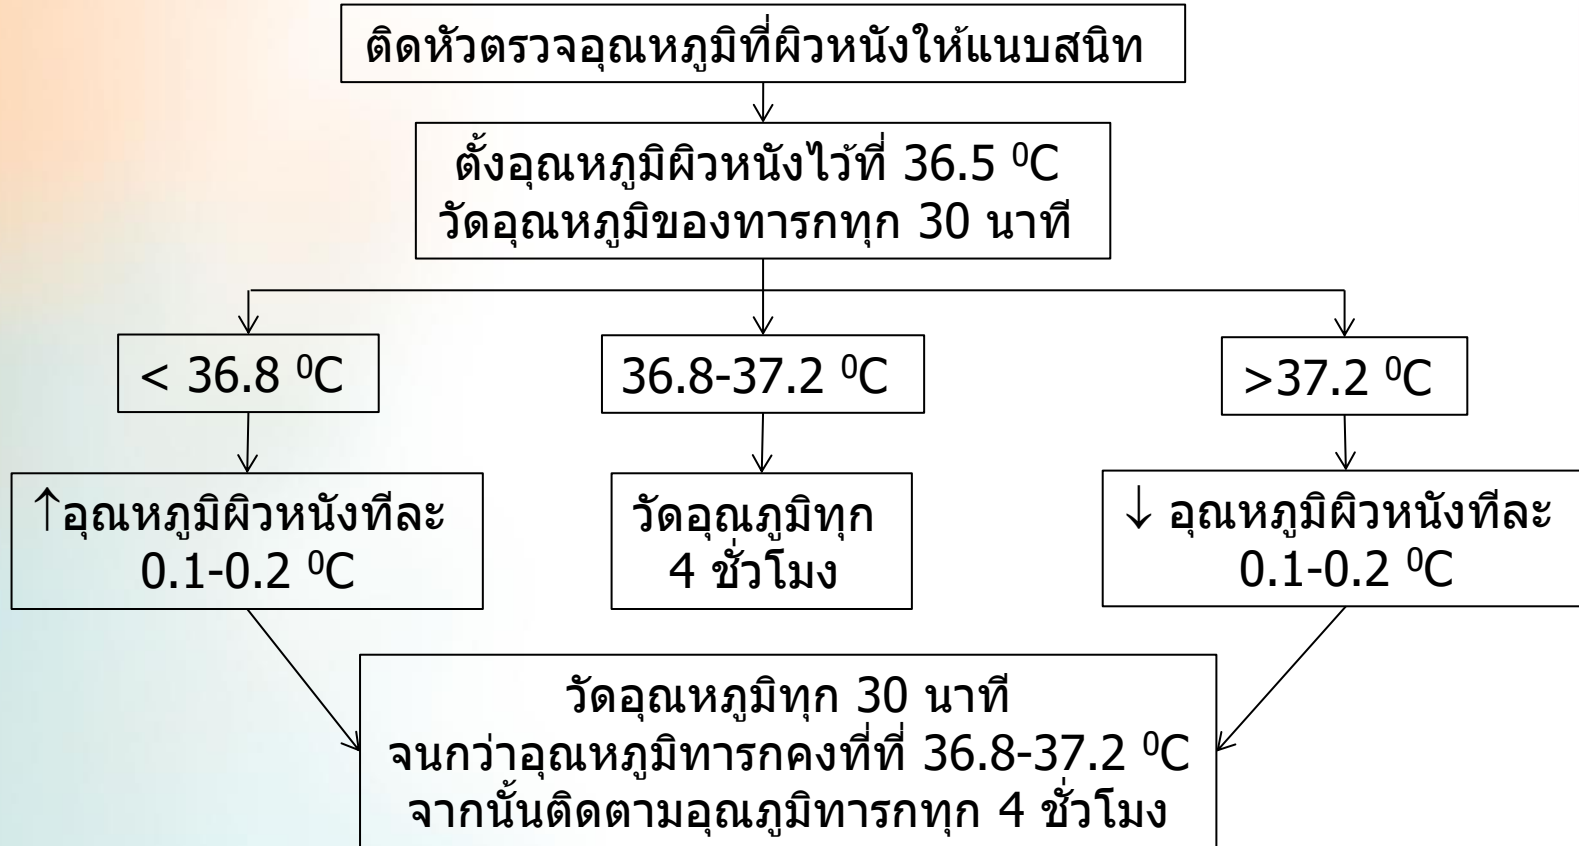 ติดหัวตรวจอุณหภูมิที่ผิวหนังให้แนบสนิท
ตั้งอุณหภูมิผิวหนังไว้ที่ 36.5 ⁰C
วัดอุณหภูมิของทารกทุก 30 นาที
< 36.8 ⁰C
36.8-37.2 ⁰C
>37.2 ⁰C
↑อุณหภูมิผิวหนังทีละ
0.1-0.2 ⁰C
วัดอุณภูมิทุก
4 ชั่วโมง
↓ อุณหภูมิผิวหนังทีละ
0.1-0.2 ⁰C
วัดอุณหภูมิทุก 30 นาที
จนกว่าอุณหภูมิทารกคงที่ที่ 36.8-37.2 ⁰C
จากนั้นติดตามอุณภูมิทารกทุก 4 ชั่วโมง